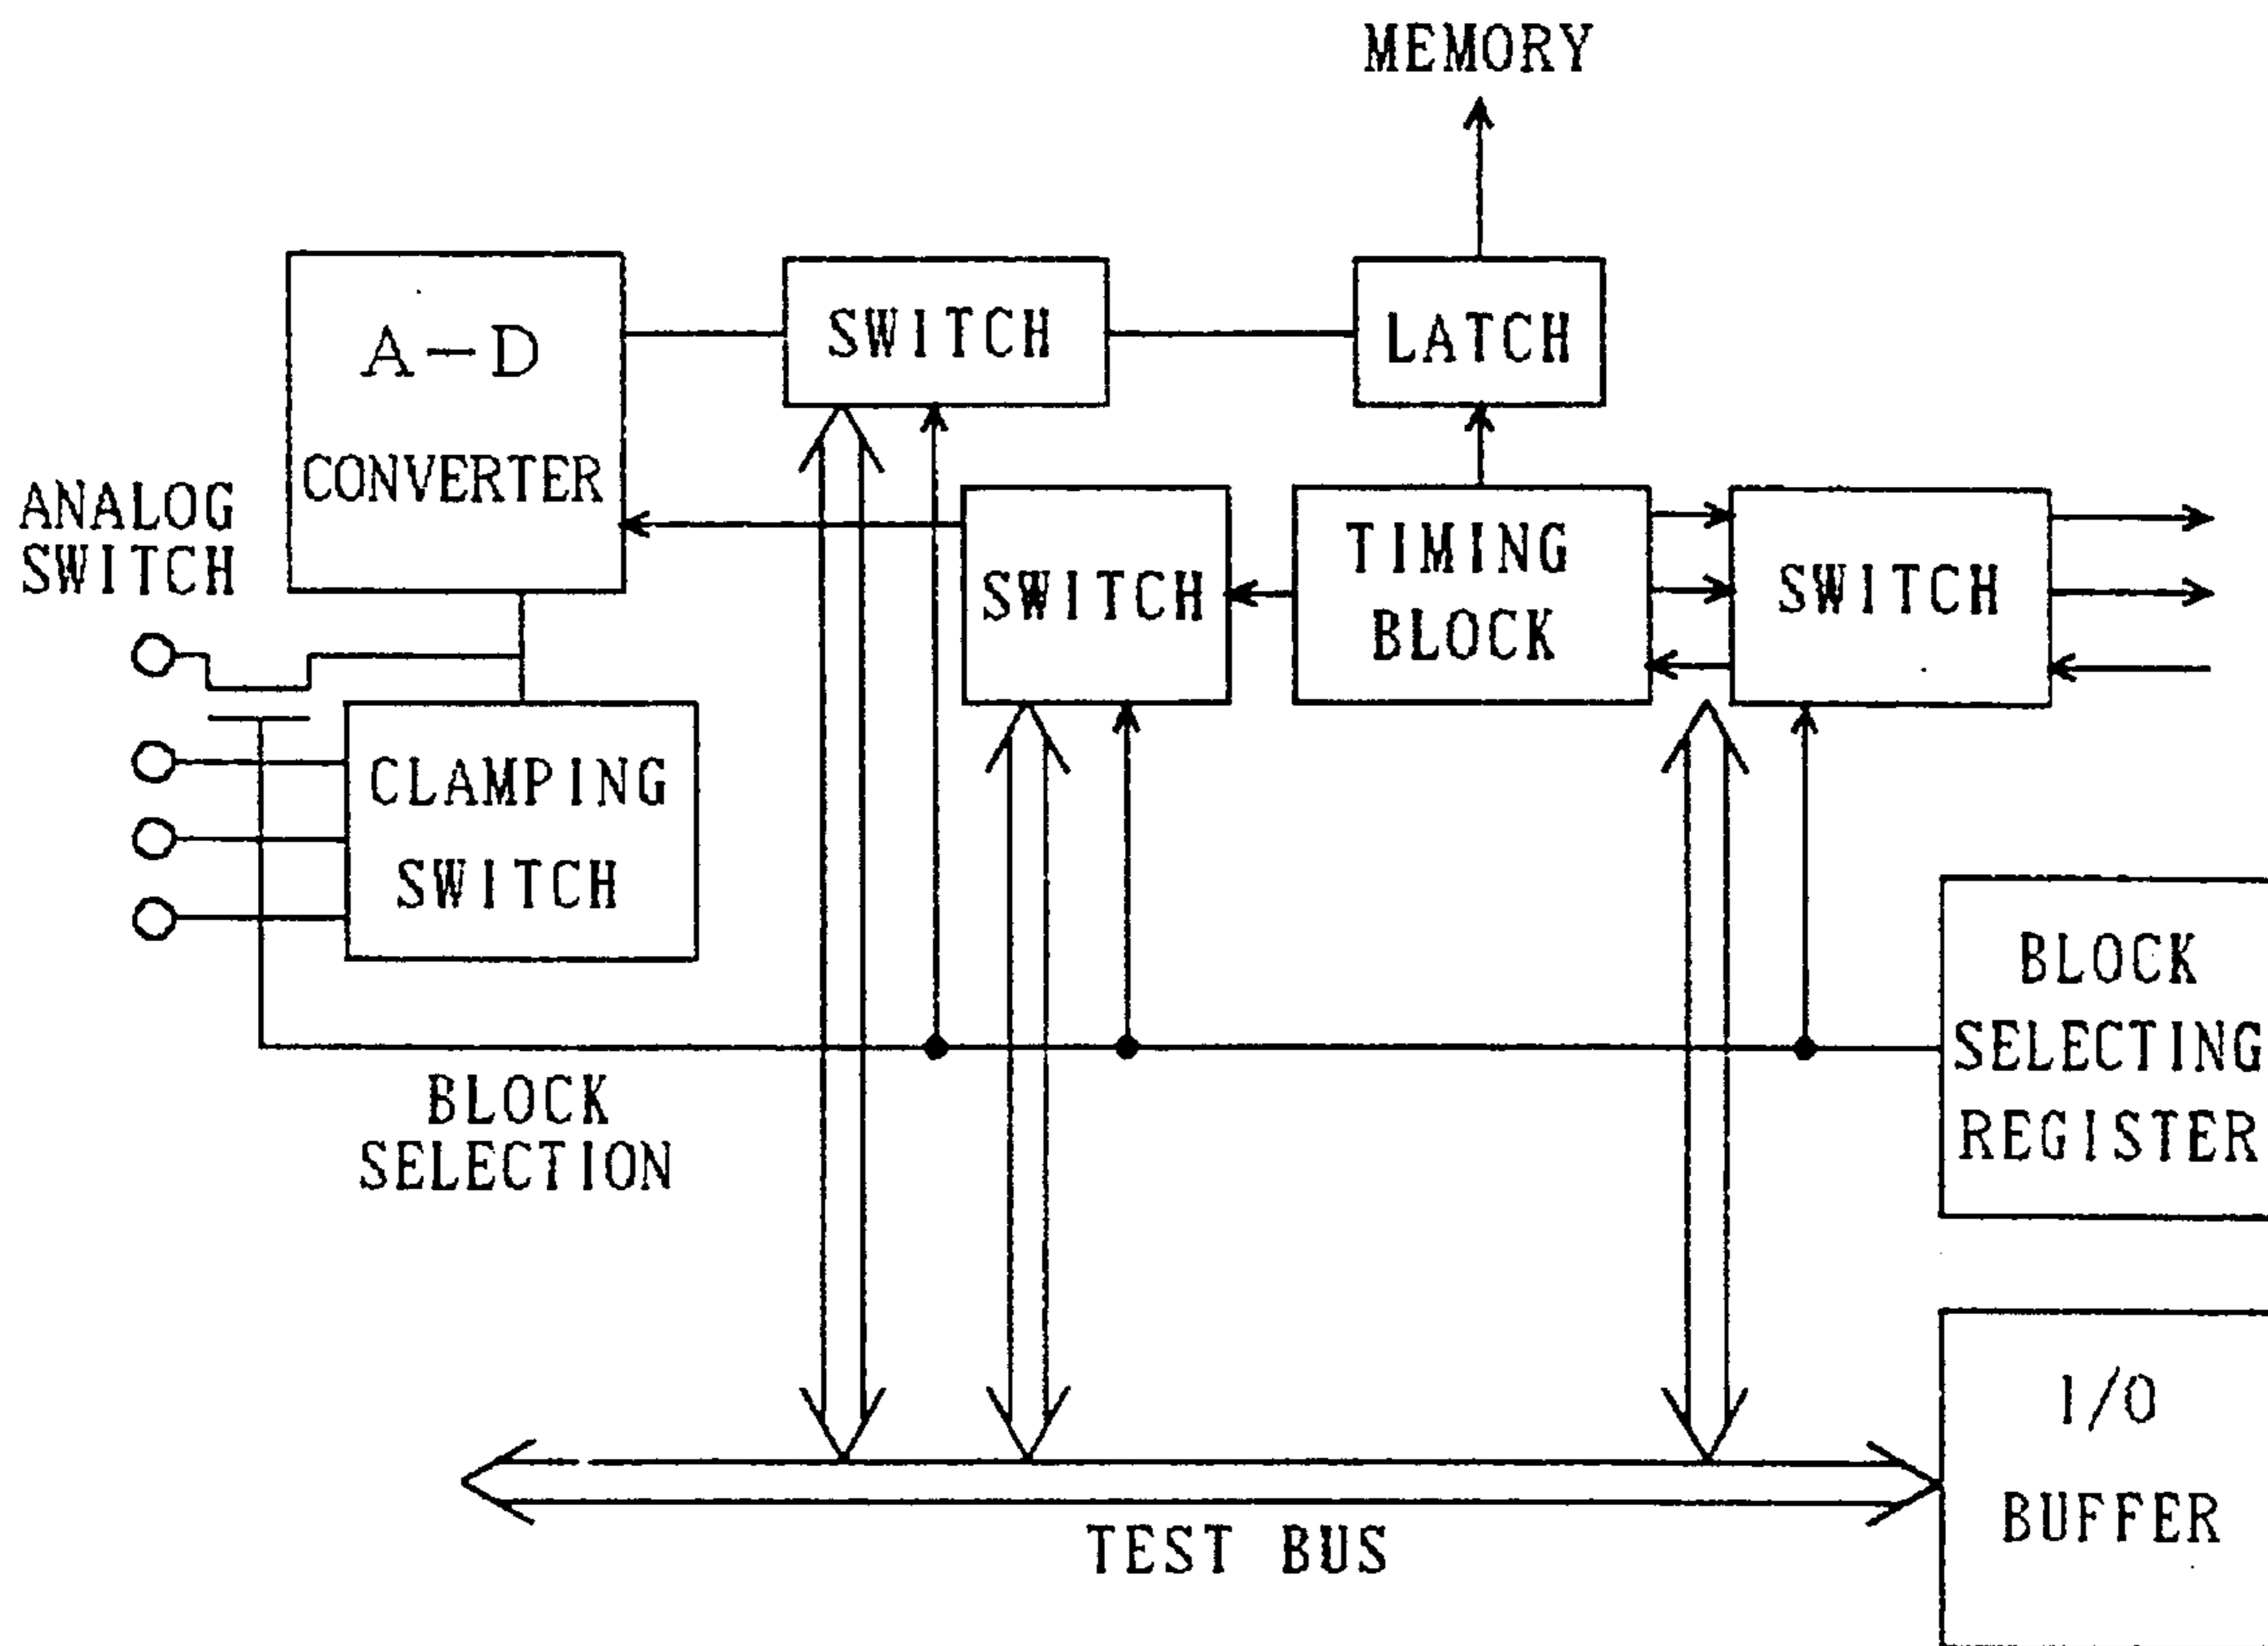 MEMORY
A-D
CONVERTER
SWITCH
LATCH
ANALOG
SWITCH
SWITCH
TIMING
BLOCK
SWITCH
CLAMPING
SWITCH
BLOCK
SELECTING
REGISTER
BLOCK
SELECTION
I/O
BUFFER
TEST BUS